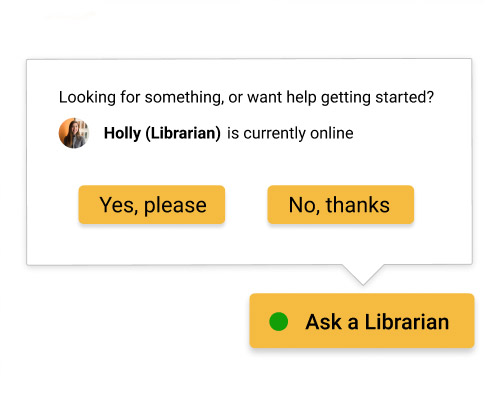 Looking for something, or want help getting started?
Holly (Librarian) is currently online
Yes, please
No, thanks
Ask a Librarian